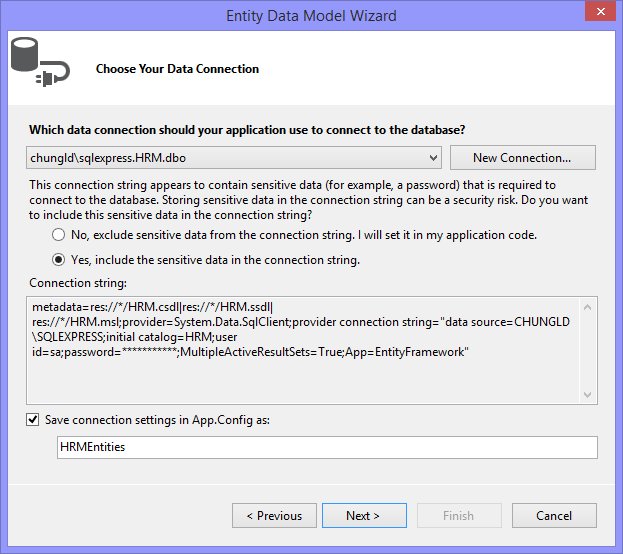 Entity Data Model Wizard
Choose Your Data Connection
Which data connection should your application use to connect to the database?
chungld\sqlexpress.HRM.dbo
New Connection...
This connection string appears to contain sensitive data (for example, a password) that is required to
connect to the database. Storing sensitive data in the connection string can be a security risk. Do you want
to include this sensitive data in the connection string?
No, exclude sensitive data from the connection string. I will set it in my application code.
Yes, include the sensitive data in the connection string.
Connection string:
metadata=res://*/HRM.csdl|res://*/HRM.ssdl|
res://*/HRM.msl;provider=System.Data.SqlClient;provider connection string="data source=CHUNGLD
\SQLEXPRESS;initial catalog=HRM;user
id=sa;password=***********;MultipleActiveResultSets=True;App=EntityFramework"
Save connection settings in App.Config as:
HRMEntities
< Previous
Next >
Finish
Cancel